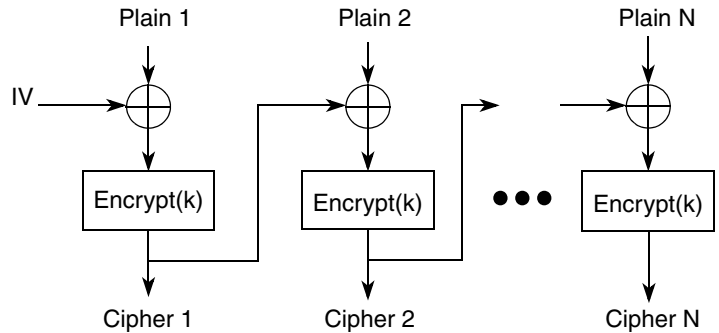 Plain 1
Plain 2
Plain N
IV
Encrypt(k)
Encrypt(k)
Encrypt(k)
Cipher 1
Cipher 2
Cipher N